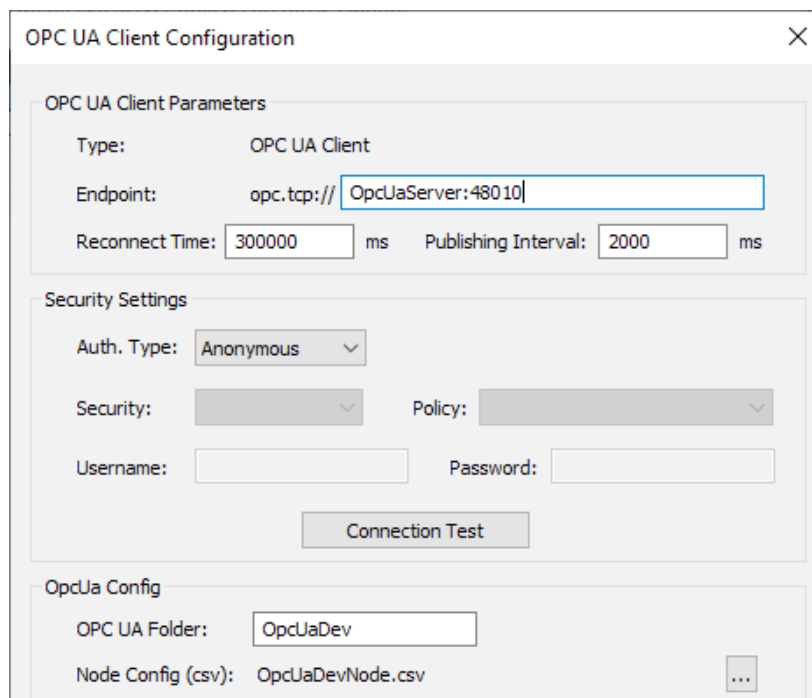 OPC UA Client Configuration
OPC UA Client Parameters
Type: OPC UA Client
Endpoint: opc.tcp:// OpcUaServer:48010
Reconnect Time: 300000 ms Publishing Interval: 2000 ms
Security Settings
Auth. Type: Anonymous
Security: Policy:
Username: Password:
Connection Test
OpcUa Config
OPC UA Folder: OpcUaDev
Node Config (csv): OpcUaDevNode.csv ...